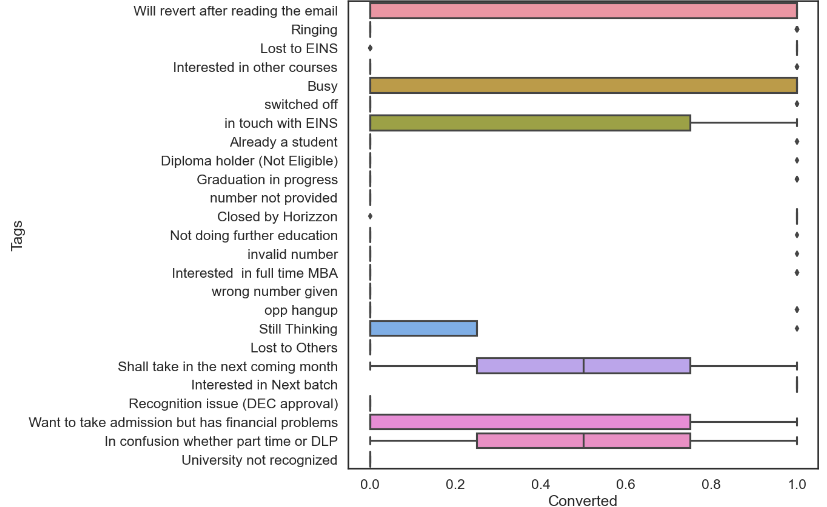 Will revert after reading the email
Ringing
Lost to EINS
Interested in other courses
Busy
switched off
in touch with EINS
Already a student
Diploma holder (Not Eligible)
Graduation in progress
number not provided
Closed by Horizzon
Not doing further education
invalid number
Interested  in full time MBA
wrong number given
opp hangup
Still Thinking
Lost to Others
Shall take in the next coming month
Interested in Next batch
Recognition issue (DEC approval)
Want to take admission but has financial problems
In confusion whether part time or DLP
University not recognized
Tags
0.0 0.2 0.4 0.6 0.8 1.0
Converted